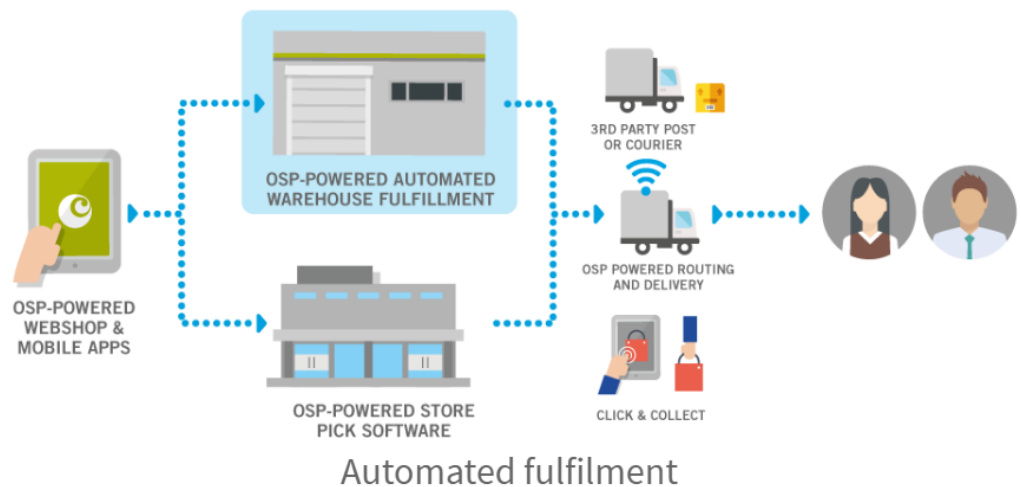 OSP-POWERED
WEBSHOP &
MOBILE APPS
OSP-POWERED AUTOMATED
WAREHOUSE FULFILLMENT
OSP-POWERED STORE
PICK SOFTWARE
3RD PARTY POST
OR COURIER
OSP POWERED ROUTING
AND DELIVERY
CLICK & COLLECT
Automated fulfilment